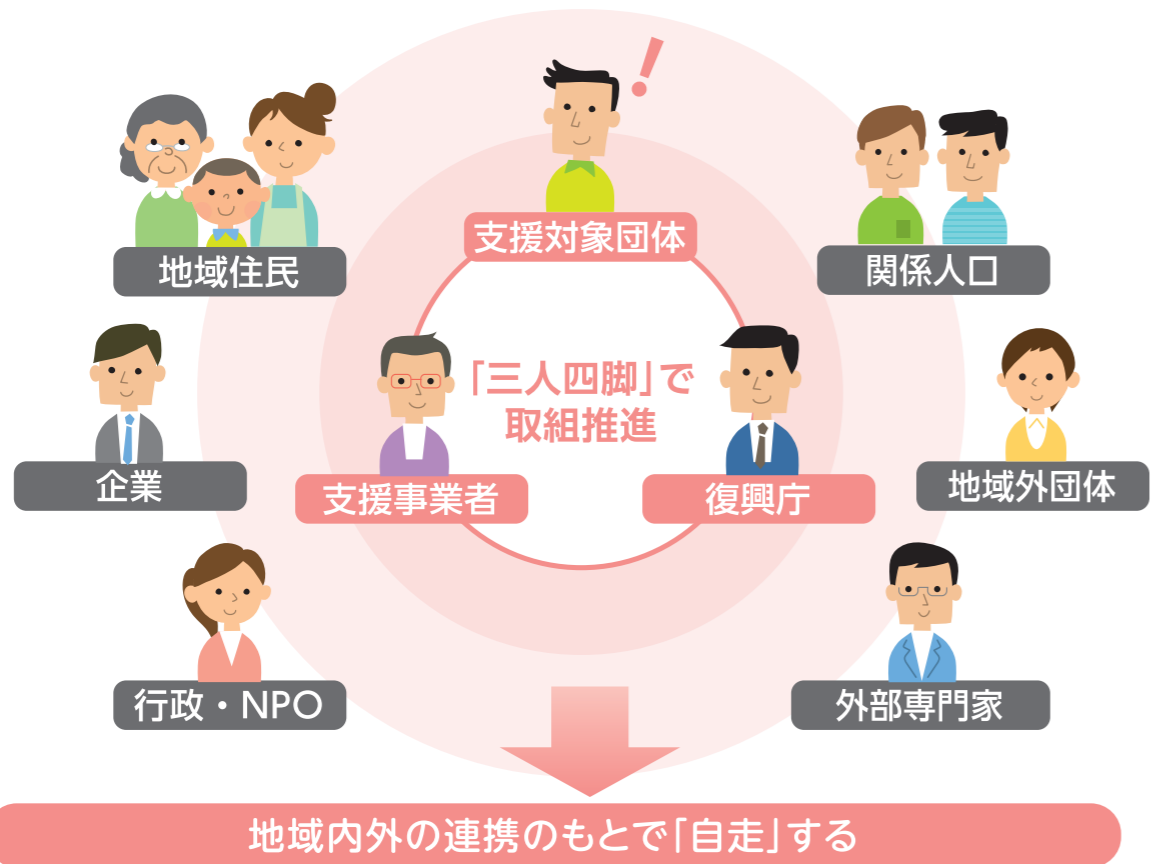 支援対象団体
地域住民
関係人口
「三人四脚」で
取組推進
企業
支援事業者
復興庁
地域外団体
行政・NPO
外部専門家
地域内外の連携のもとで「自走」する